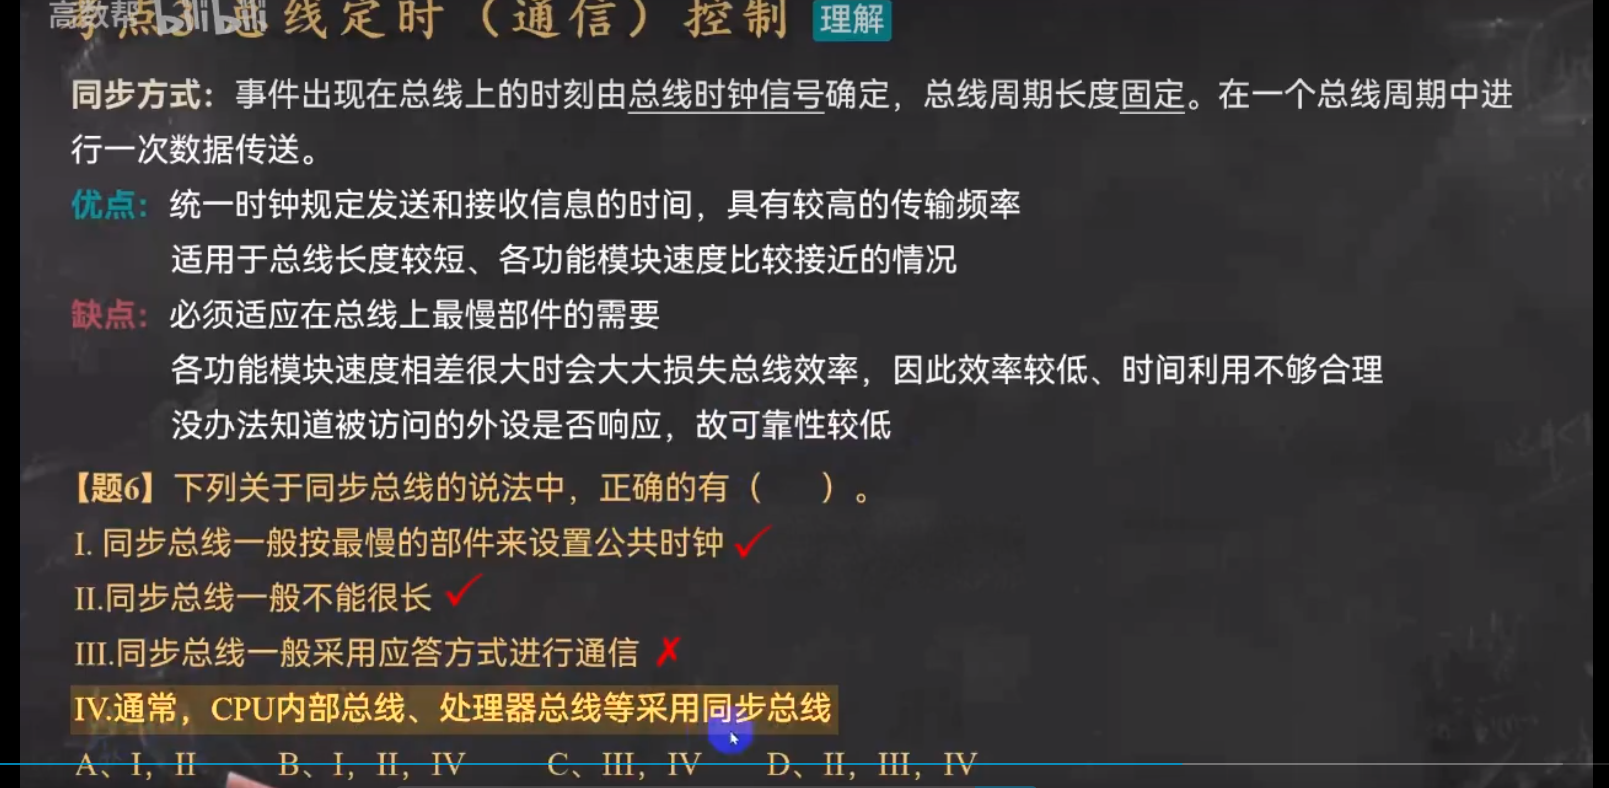 高教帮 bilibili
考点3 总线定时（通信）控制 理解
同步方式：事件出现在总线上的时刻由总线时钟信号确定，总线周期长度固定。在一个总线周期中进
行一次数据传送。
优点：统一时钟规定发送和接收信息的时间，具有较高的传输频率
适用于总线长度较短、各功能模块速度比较接近的情况
缺点：必须适应在总线上最慢部件的需要
各功能模块速度相差很大时会大大损失总线效率，因此效率较低、时间利用不够合理
没办法知道被访问的外设是否响应，故可靠性较低
【题6】下列关于同步总线的说法中，正确的有（ ）。
I. 同步总线一般按最慢的部件来设置公共时钟
II.同步总线一般不能很长
III.同步总线一般采用应答方式进行通信
IV.通常，CPU内部总线、处理器总线等采用同步总线
A、I，II B、I，II，IV C、III，IV D、II，III，IV